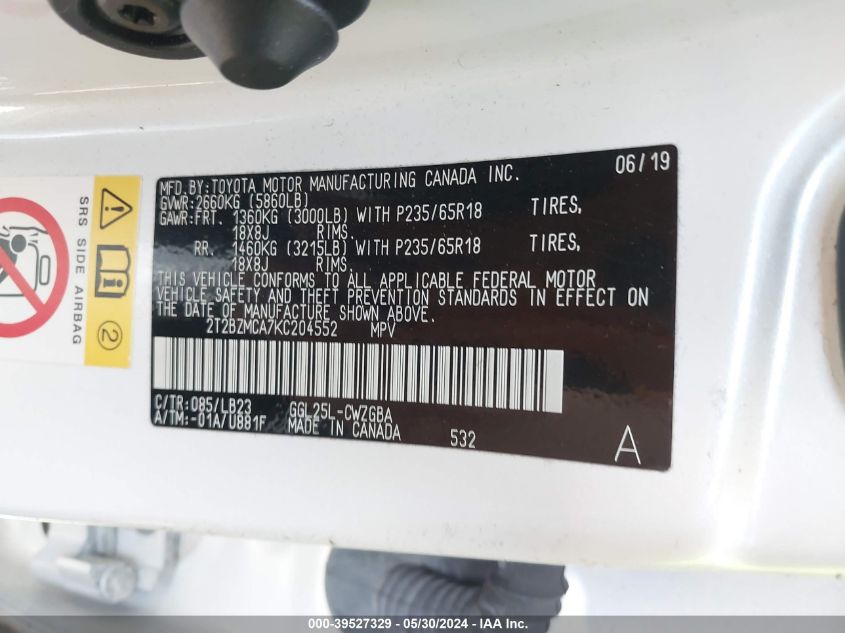 06/19
MFD.BY:TOYOTA MOTOR MANUFACTURING CANADA INC.
GVWR:2660KG (5860LB)
GAWR:FRT. 1360KG (3000LB) WITH P235/65R18 TIRES,
18X8J RIMS.
RR. 1460KG (3215LB) WITH P235/65R18 TIRES,
18X8J RIMS.
THIS VEHICLE CONFORMS TO ALL APPLICABLE FEDERAL MOTOR
VEHICLE SAFETY AND THEFT PREVENTION STANDARDS IN EFFECT ON
THE DATE OF MANUFACTURE SHOWN ABOVE.
2T2BZMCA7KC204552 MPV
C/TR:085/LB23 GGL25L-CWZGBA
A/TM:-01A/U881F MADE IN CANADA 532
A
SRS SIDE AIRBAG
2
000-39527329 - 05/30/2024 - IAA Inc.